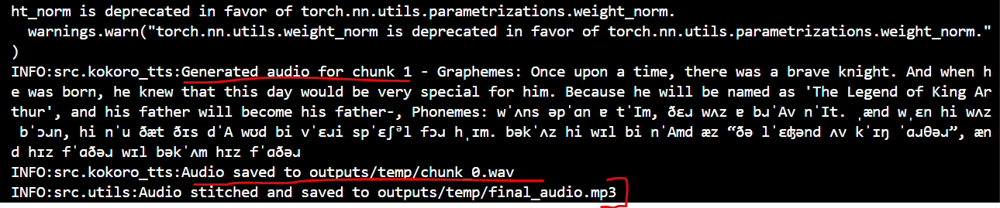 ht_norm is deprecated in favor of torch.nn.utils.parametrizations.weight_norm.
  warnings.warn("torch.nn.utils.weight_norm is deprecated in favor of torch.nn.utils.parametrizations.weight_norm."
)
INFO:src.kokoro_tts:Generated audio for chunk 1 - Graphemes: Once upon a time, there was a brave knight. And when h
e was born, he knew that this day would be very special for him. Because he will be named as 'The Legend of King Ar
thur', and his father will become his father-, Phonemes: wˈʌns əpˈɑn ɐ tˈIm, ðɛɹ wʌz ɐ bɹˈAv nˈIt. ˌænd wˌɛn hi wʌz
 bˈɔɹn, hi nˈu ðæt ðɪs dˈA wʊd bi vˈɛɹi spˈɛʃᵊl fɔɹ hˌɪm. bəkˈʌz hi wɪl bi nˈAmd æz “ðə lˈɛʤənd ʌv kˈɪŋ ˈɑɹθəɹ”, æn
d hɪz fˈɑðəɹ wɪl bəkˈʌm hɪz fˈɑðəɹ
INFO:src.kokoro_tts:Audio saved to outputs/temp/chunk_0.wav
INFO:src.utils:Audio stitched and saved to outputs/temp/final_audio.mp3